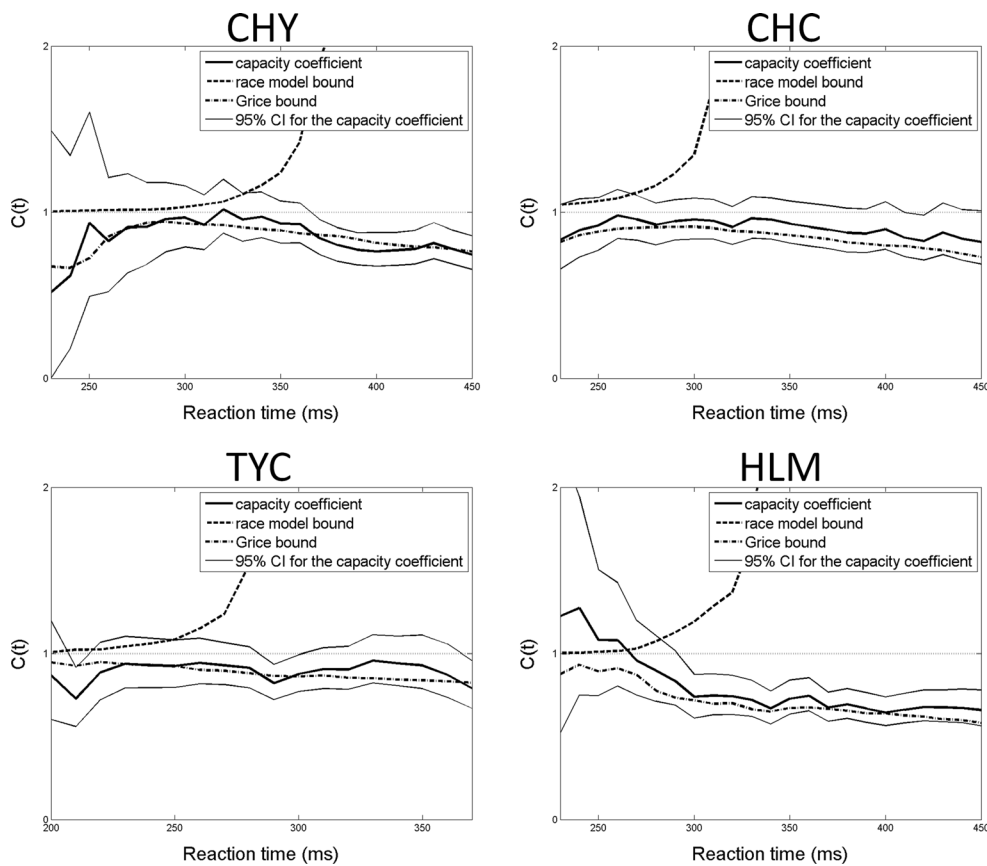 CHY
2
1
0
C(t)
capacity coefficient
race model bound
Grice bound
95% CI for the capacity coefficient
250 300 350 400 450
Reaction time (ms)
CHC
2
1
0
C(t)
capacity coefficient
race model bound
Grice bound
95% CI for the capacity coefficient
250 300 350 400 450
Reaction time (ms)
TYC
2
1
0
C(t)
capacity coefficient
race model bound
Grice bound
95% CI for the capacity coefficient
200 250 300 350
Reaction time (ms)
HLM
2
1
0
C(t)
capacity coefficient
race model bound
Grice bound
95% CI for the capacity coefficient
250 300 350 400 450
Reaction time (ms)